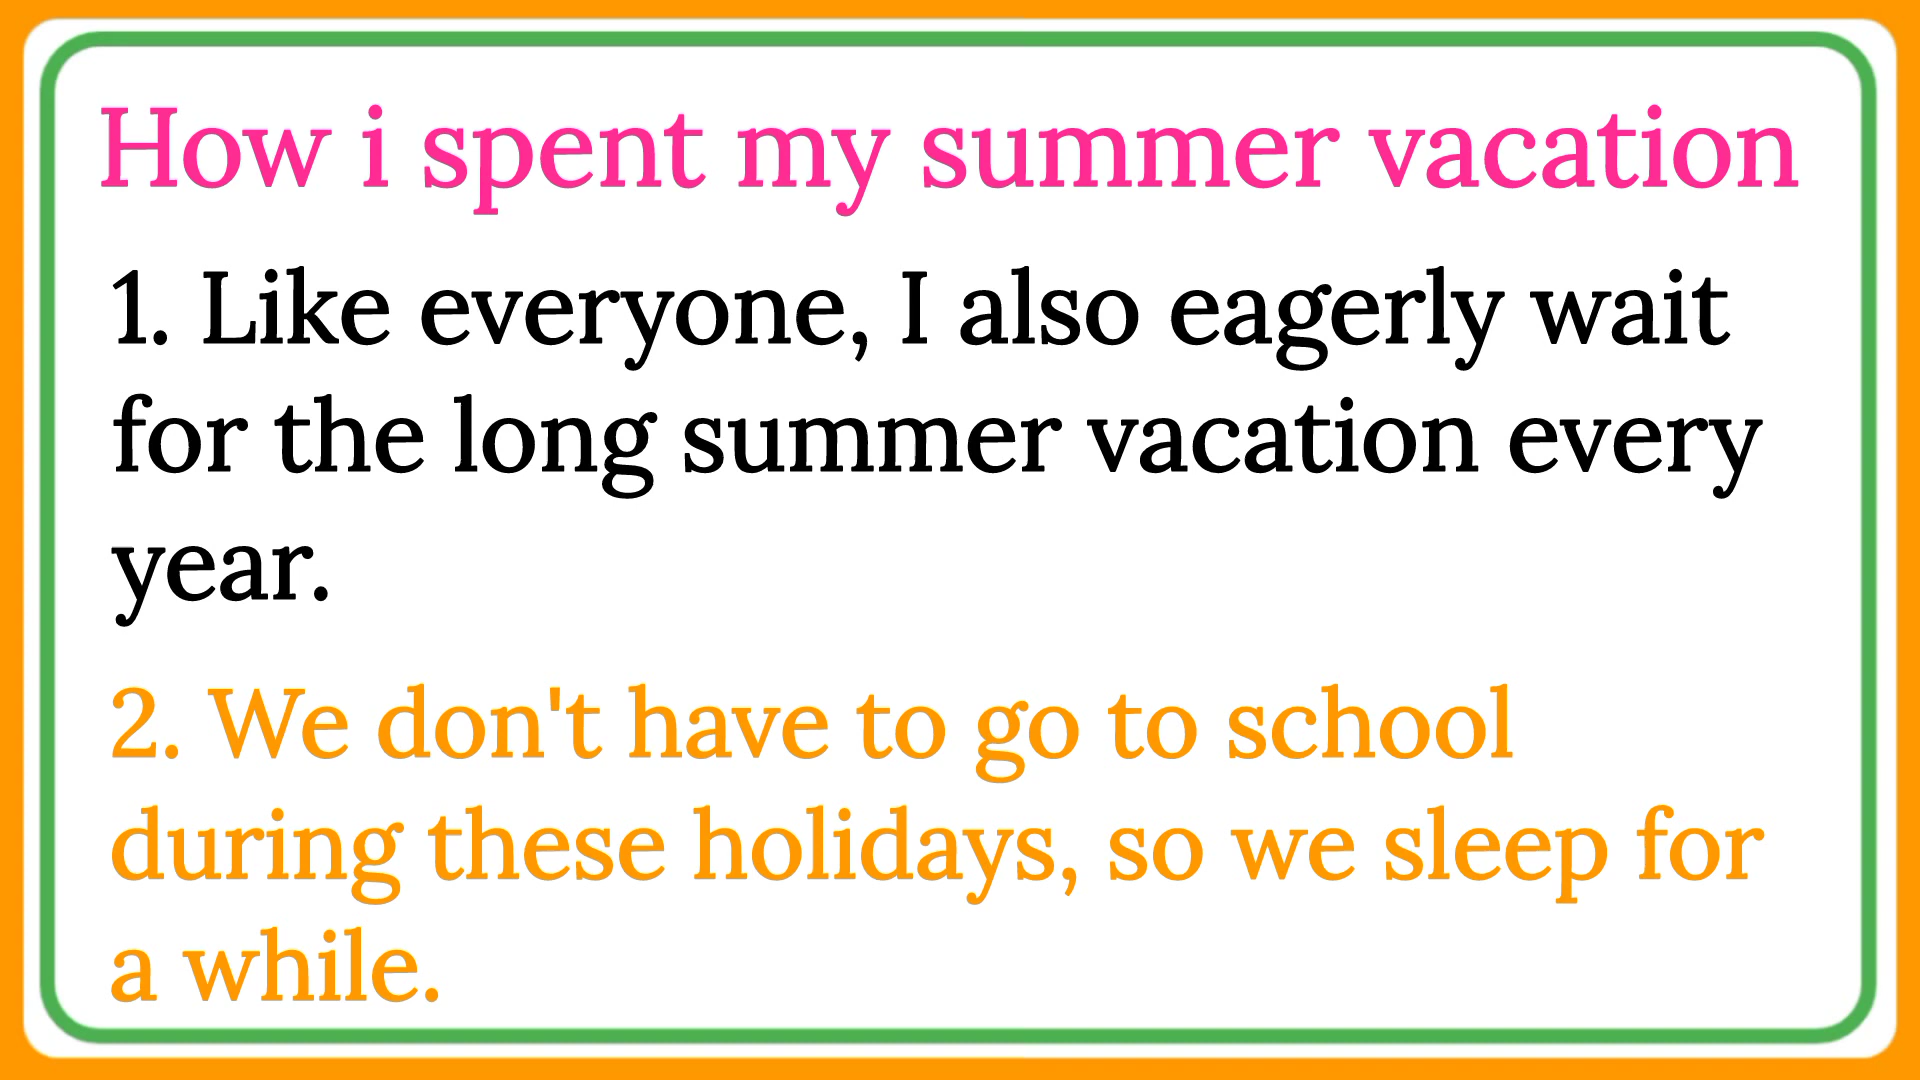 How i spent my summer vacation
1. Like everyone, I also eagerly wait
for the long summer vacation every
year.
2. We don't have to go to school
during these holidays, so we sleep for
a while.